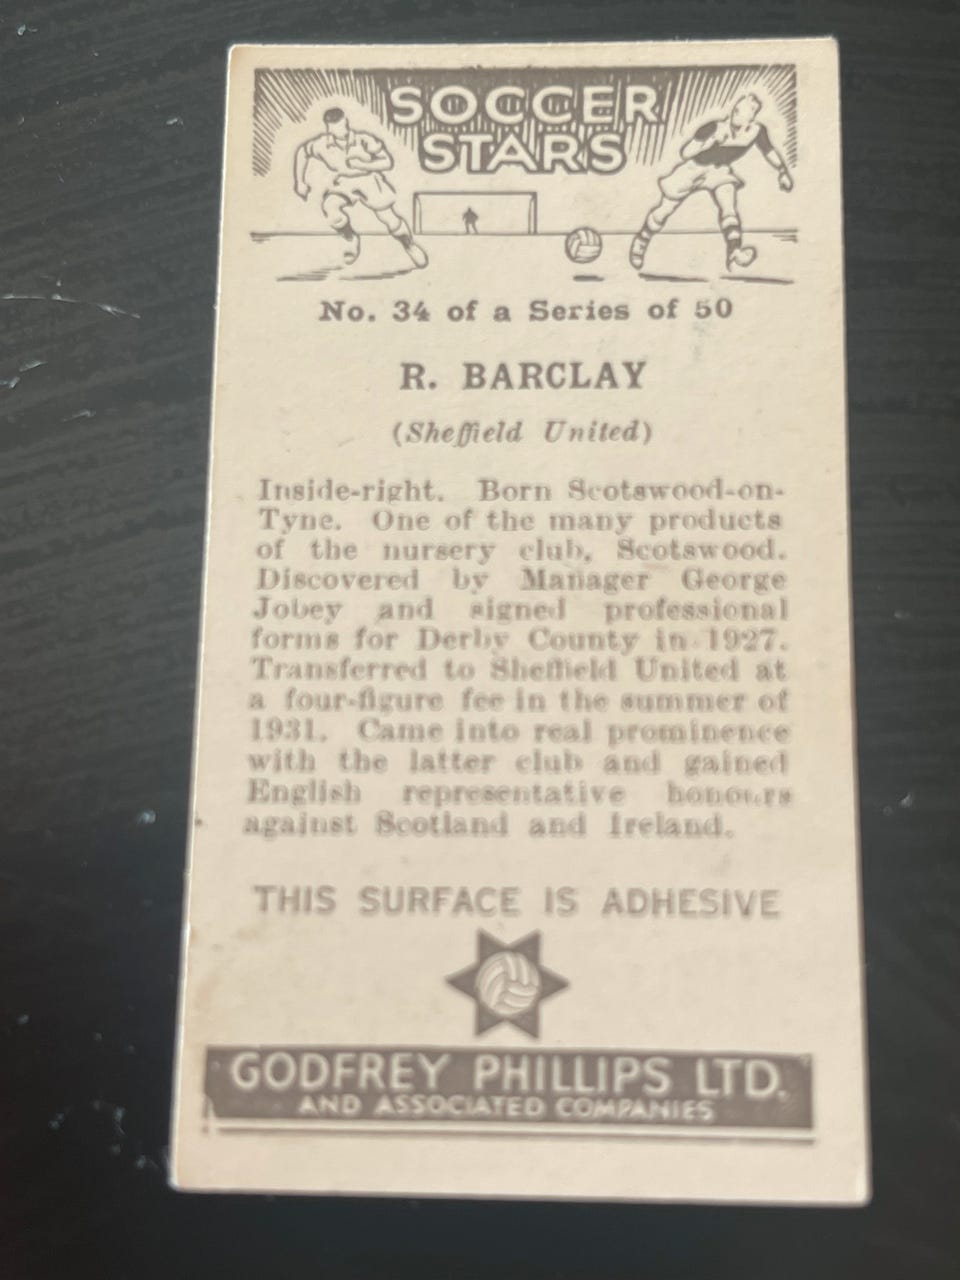 SOCCER
STARS
No. 34 of a Series of 50
R. BARCLAY
(Sheffield United)
Inside-right. Born Scotswood-on-
Tyne. One of the many products
of the nursery club, Scotswood.
Discovered by Manager George
Jobey and signed professional
forms for Derby County in 1927.
Transferred to Sheffield United at
a four-figure fee in the summer of
1931. Came into real prominence
with the latter club and gained
English representative honours
against Scotland and Ireland.
THIS SURFACE IS ADHESIVE
GODFREY PHILLIPS LTD.
AND ASSOCIATED COMPANIES